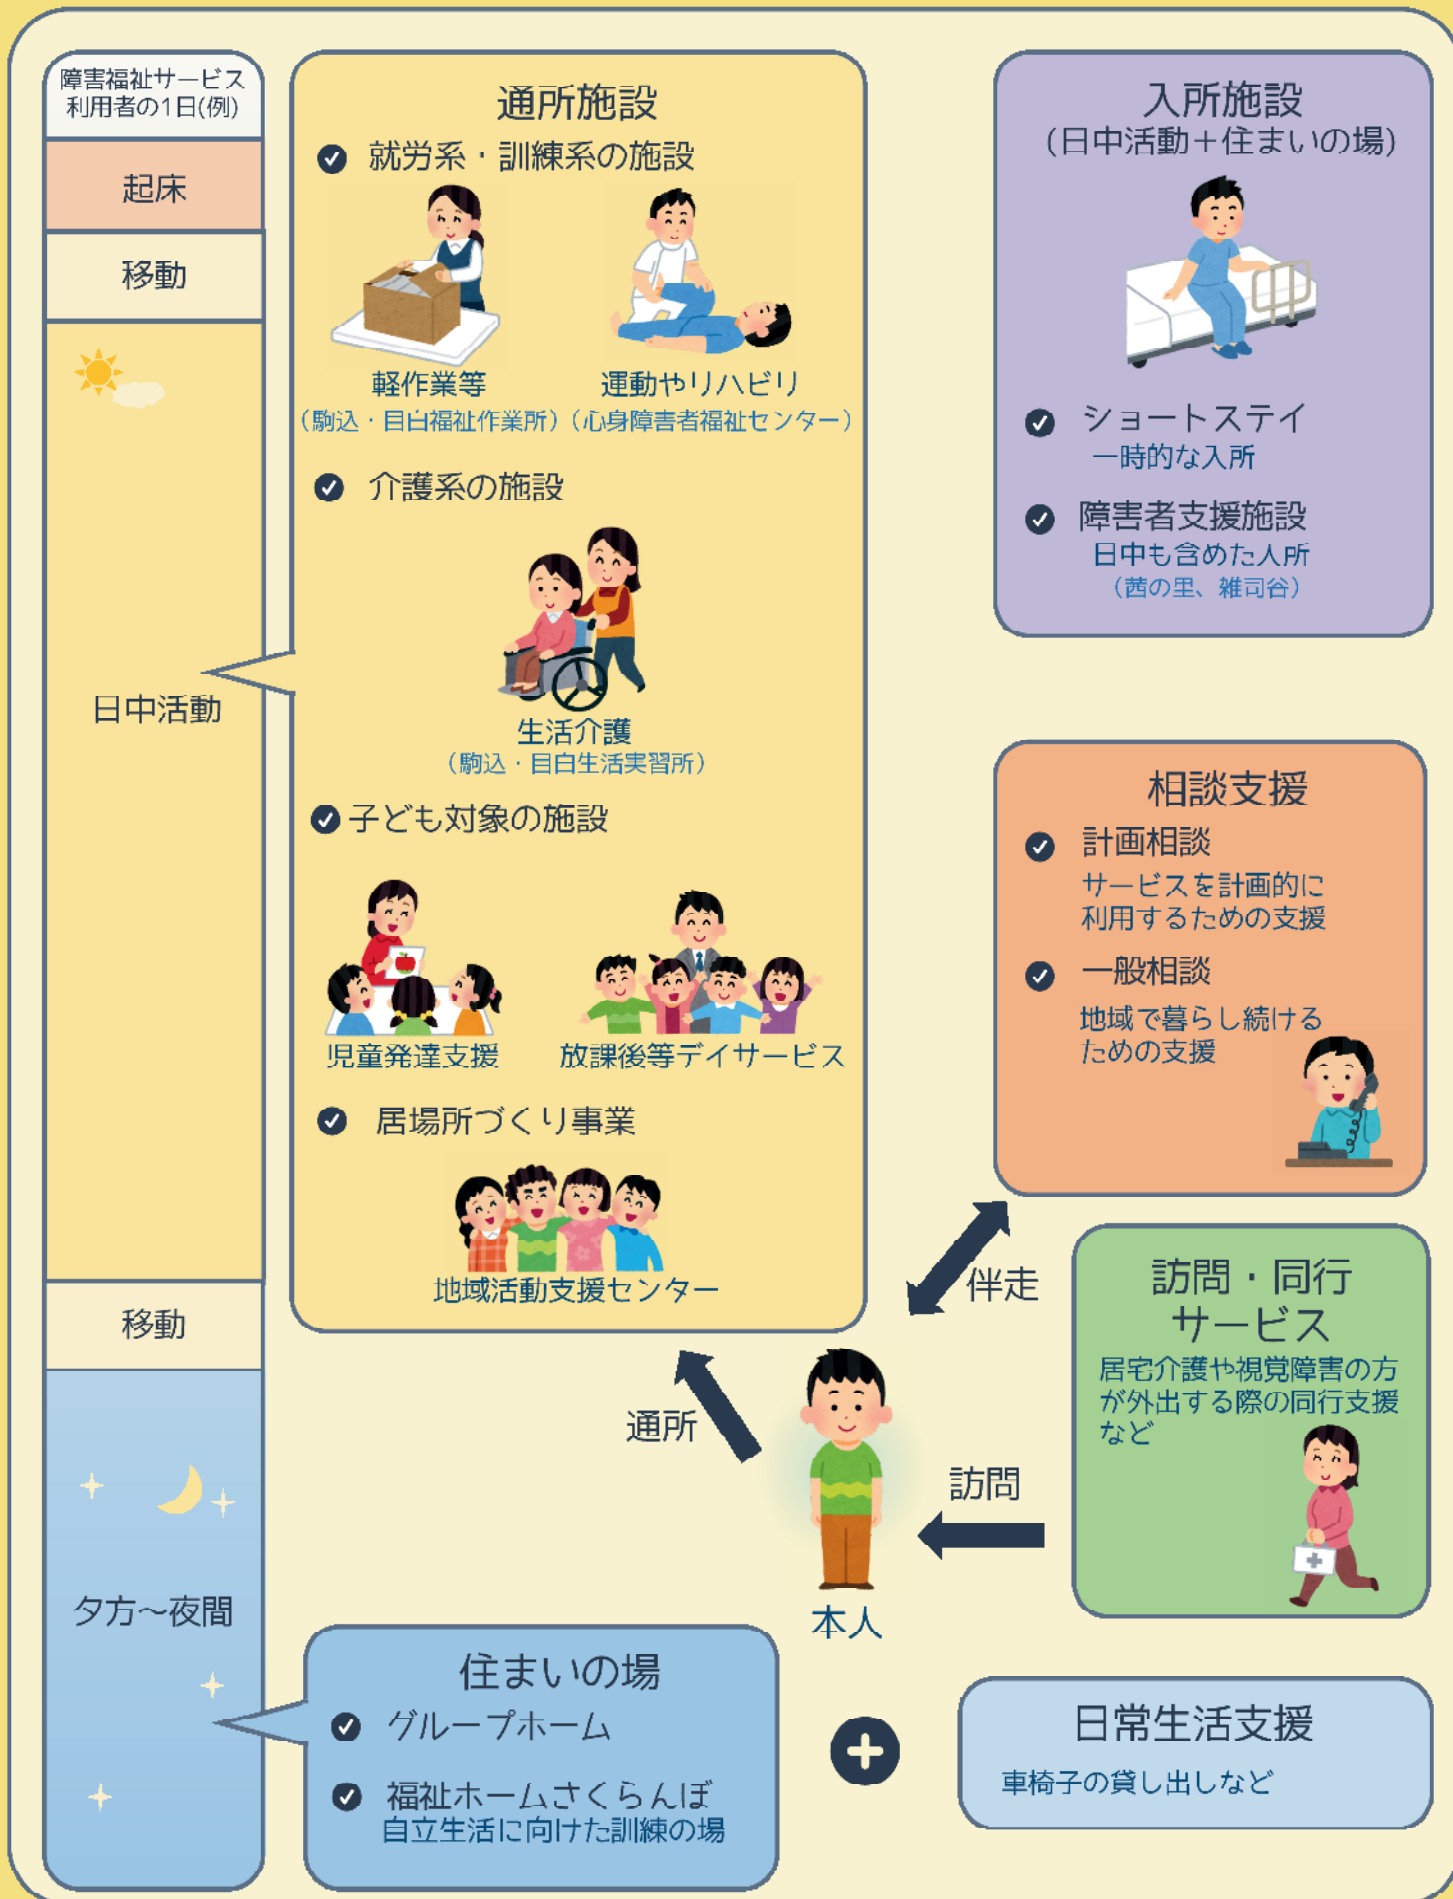 障害福祉サービス
利用者の1日(例)
起床
移動
日中活動
移動
夕方～夜間
通所施設
就労系・訓練系の施設
軽作業等
(駒込・目白福祉作業所)
運動やリハビリ
(心身障害者福祉センター)
介護系の施設
生活介護
(駒込・目白生活実習所)
子ども対象の施設
児童発達支援
放課後等デイサービス
居場所づくり事業
地域活動支援センター
入所施設
(日中活動＋住まいの場)
ショートステイ
一時的な入所
障害者支援施設
日中も含めた入所
(茜の里、雑司谷)
相談支援
計画相談
サービスを計画的に
利用するための支援
一般相談
地域で暮らし続ける
ための支援
伴走
訪問・同行
サービス
居宅介護や視覚障害の方
が外出する際の同行支援
など
通所
訪問
本人
住まいの場
グループホーム
福祉ホームさくらんぼ
自立生活に向けた訓練の場
日常生活支援
車椅子の貸し出しなど